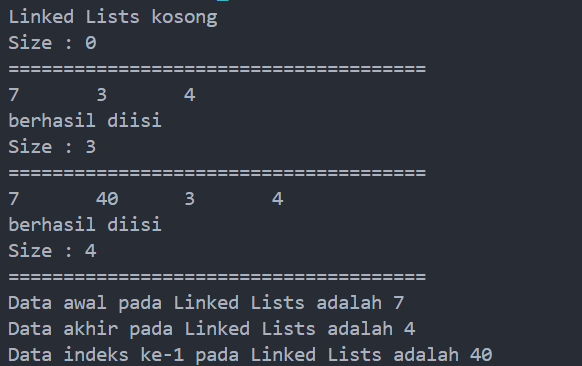 Linked Lists kosong
Size : 0
======================================
7       3       4
berhasil diisi
Size : 3
======================================
7       40      3       4
berhasil diisi
Size : 4
======================================
Data awal pada Linked Lists adalah 7
Data akhir pada Linked Lists adalah 4
Data indeks ke-1 pada Linked Lists adalah 40